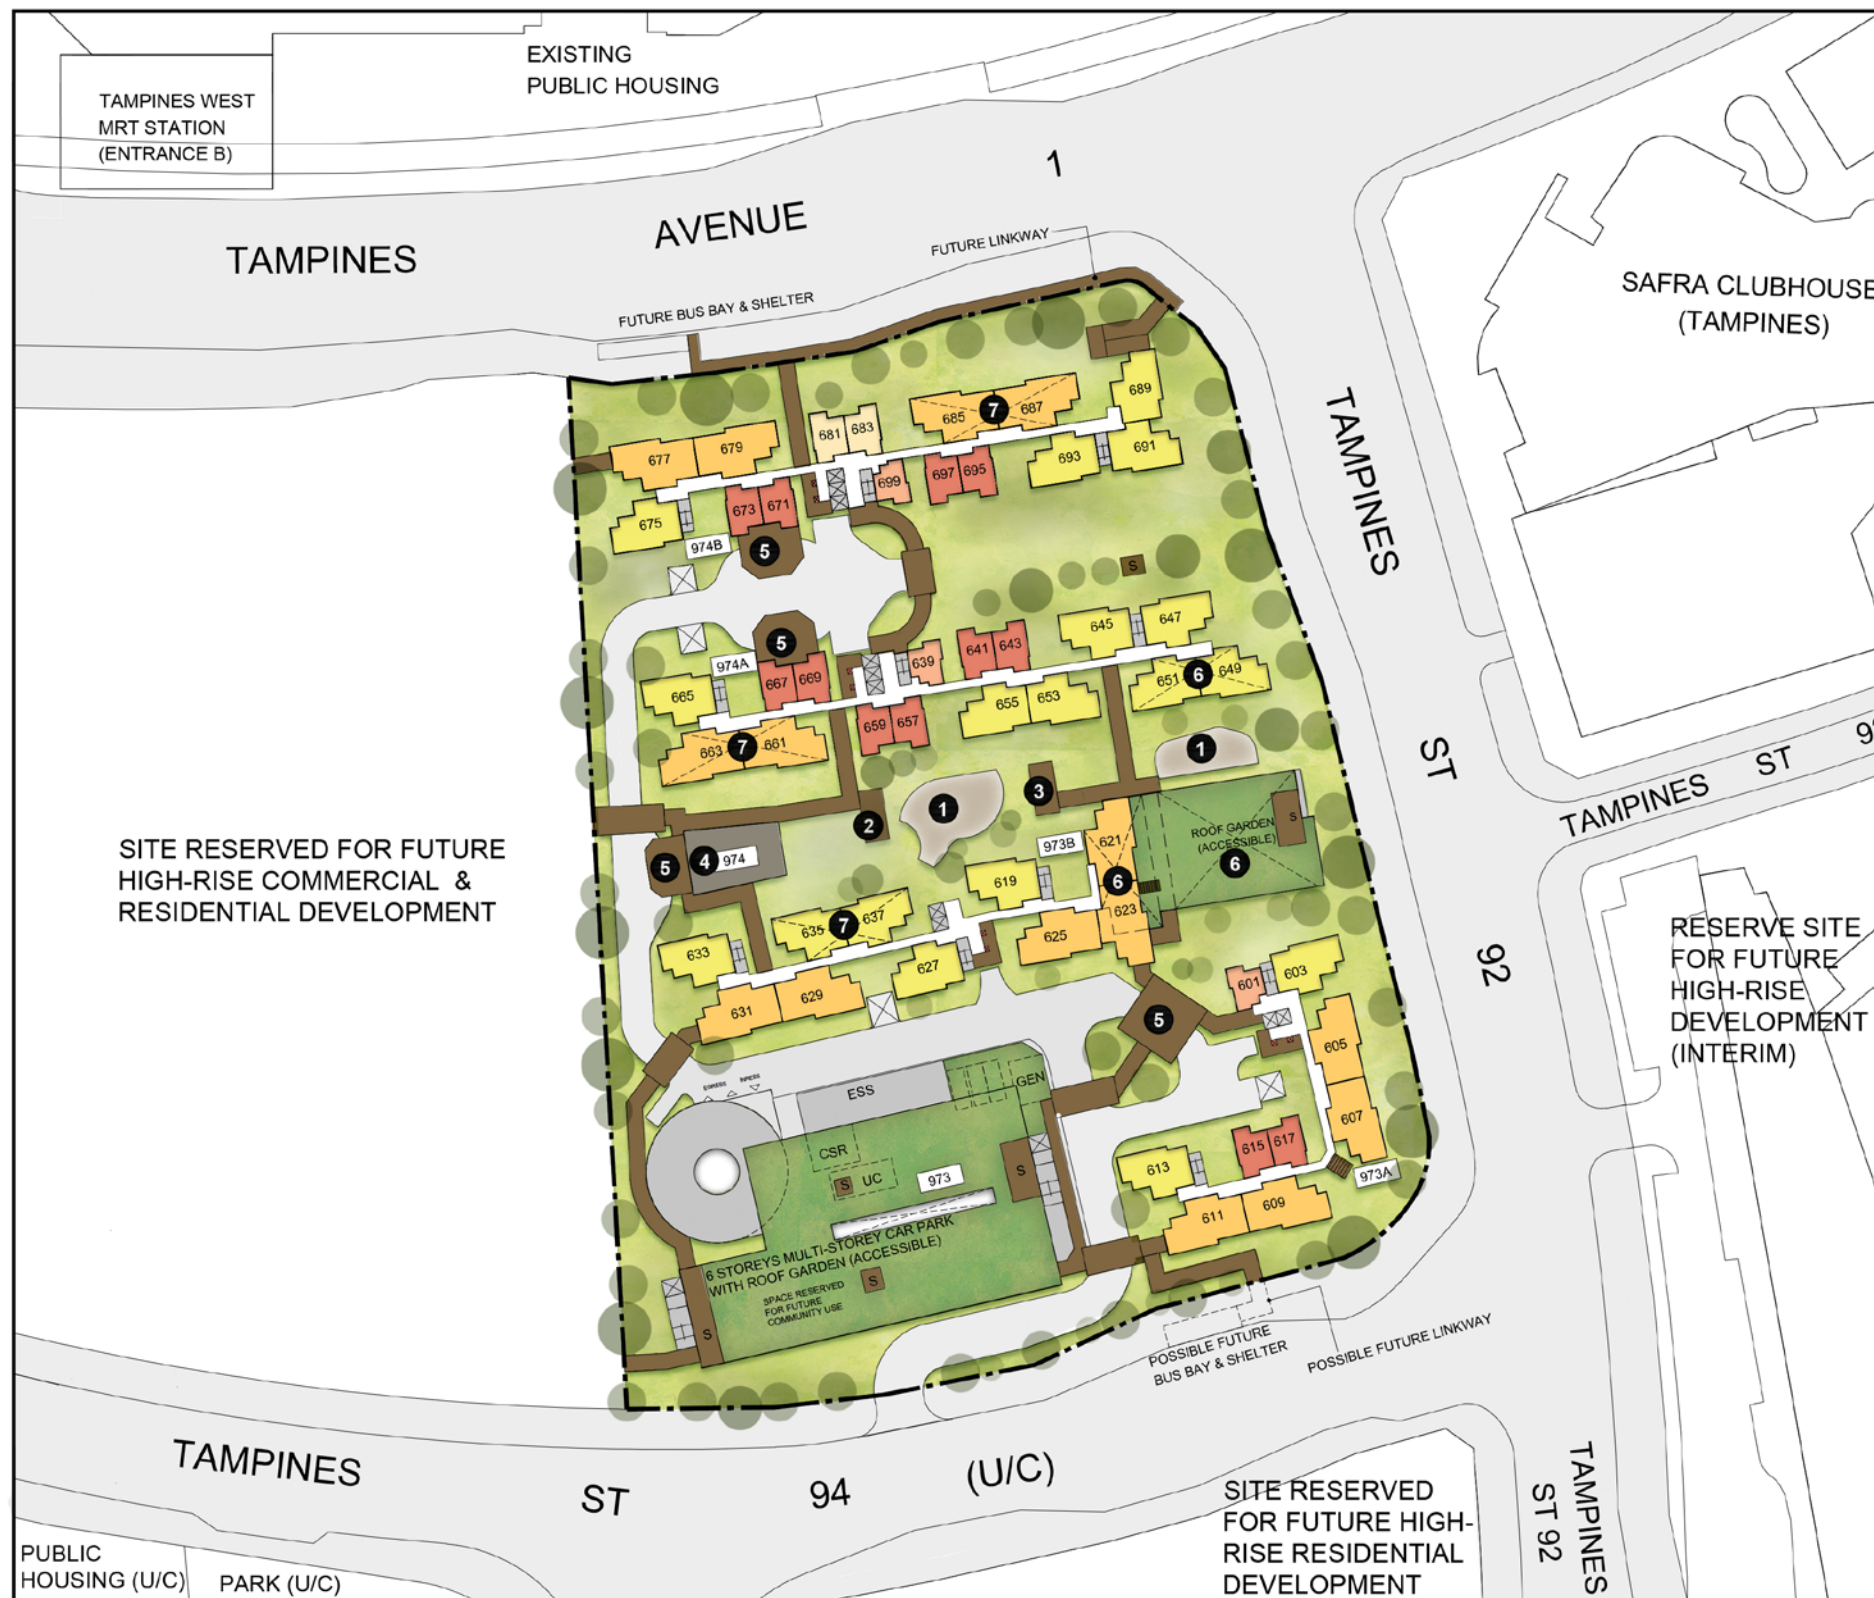 EXISTING
PUBLIC HOUSING
TAMPINES WEST
MRT STATION
(ENTRANCE B)
1
AVENUE
TAMPINES
FUTURE LINKWAY
FUTURE BUS BAY & SHELTER
SAFRA CLUBHOUSE
(TAMPINES)
TAMPINES
ST
92
TAMPINES ST 9
689
685 7 687
681 683
679
677
691
693
697 695
699
673 671
675
974B
5
S
647
645
641 643
639
5
974A
667 669
665
651 6 649
655 653
659 657
663 7 661
1
1
3
2
973B
621
ROOF GARDEN
(ACCESSIBLE)
S
6
5 4 974
619
6
623
625
635 7 637
633
627
629
631
SITE RESERVED FOR FUTURE
HIGH-RISE COMMERCIAL &
RESIDENTIAL DEVELOPMENT
RESERVE SITE
FOR FUTURE
HIGH-RISE
DEVELOPMENT
(INTERIM)
601 603
5
605
607
615 617
613
973A
611 609
EGRESS
INGRESS
ESS
GEN
CSR
S UC
973
S
6 STOREYS MULTI-STOREY CAR PARK
WITH ROOF GARDEN (ACCESSIBLE)
SPACE RESERVED
FOR FUTURE
COMMUNITY USE
S
S
POSSIBLE FUTURE
BUS BAY & SHELTER
POSSIBLE FUTURE LINKWAY
TAMPINES
ST
94
(U/C)
SITE RESERVED
FOR FUTURE HIGH-
RISE RESIDENTIAL
DEVELOPMENT
TAMPINES
ST 92
PUBLIC
HOUSING (U/C)
PARK (U/C)